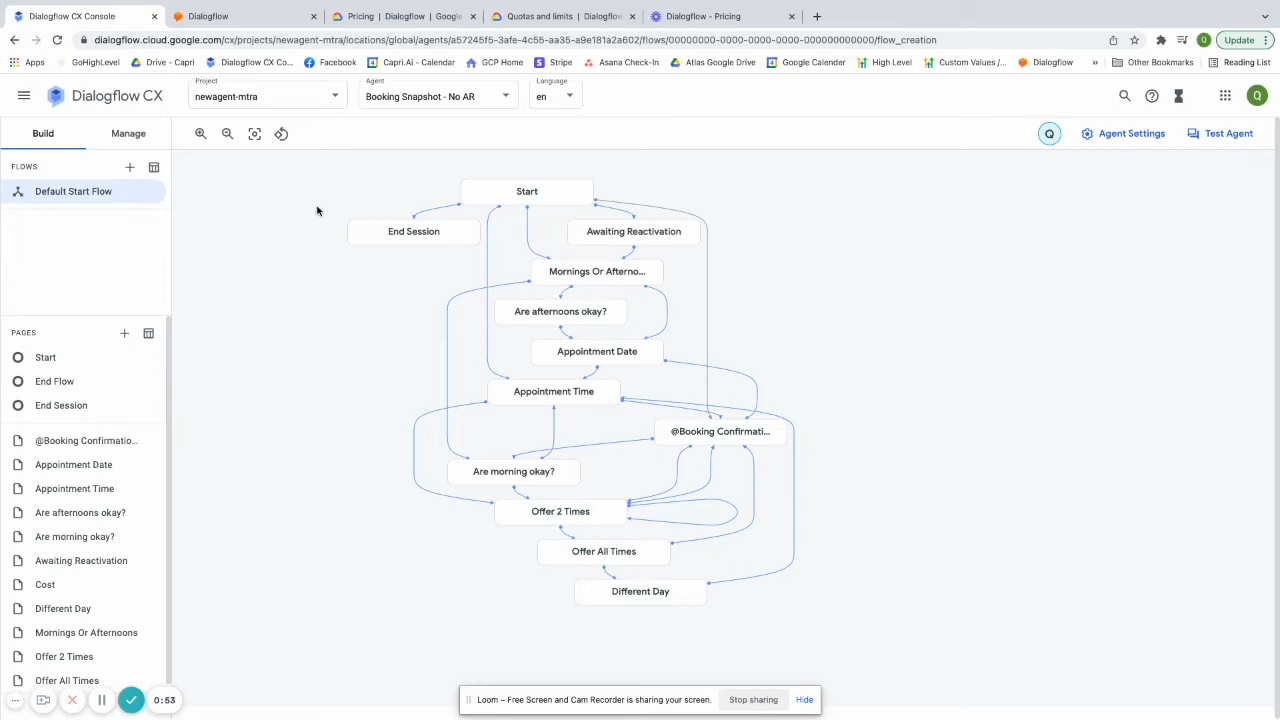 Dialogflow CX Console
Dialogflow
Pricing | Dialogflow | Google
Quotas and limits | Dialogflow
Dialogflow - Pricing
dialogflow.cloud.google.com/cx/projects/newagent-mtra/locations/global/agents/a57245f5-3afe-4c55-aa35-a9e181a2a602/flows/00000000-0000-0000-0000-000000000000/flow_creation
Q
Update
Apps
GoHighLevel
Drive - Capri
Dialogflow CX Co...
Facebook
Capri.Ai - Calendar
GCP Home
Stripe
Asana Check-In
Atlas Google Drive
Google Calendar
High Level
Custom Values /...
Dialogflow
»
Other Bookmarks
Reading List
Dialogflow CX
Project
newagent-mtra
Agent
Booking Snapshot - No AR
Language
en
Q
Build
Manage
Q
Agent Settings
Test Agent
FLOWS
Default Start Flow
PAGES
Start
End Flow
End Session
@Booking Confirmatio...
Appointment Date
Appointment Time
Are afternoons okay?
Are morning okay?
Awaiting Reactivation
Cost
Different Day
Mornings Or Afternoons
Offer 2 Times
Offer All Times
Start
End Session
Awaiting Reactivation
Mornings Or Afterno...
Are afternoons okay?
Appointment Date
Appointment Time
@Booking Confirmati...
Are morning okay?
Offer 2 Times
Offer All Times
Different Day
0:53
Loom – Free Screen and Cam Recorder is sharing your screen.
Stop sharing
Hide